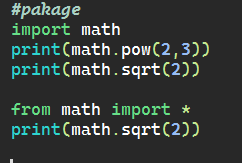 #pakage
import math
print(math.pow(2,3))
print(math.sqrt(2))
from math import *
print(math.sqrt(2))